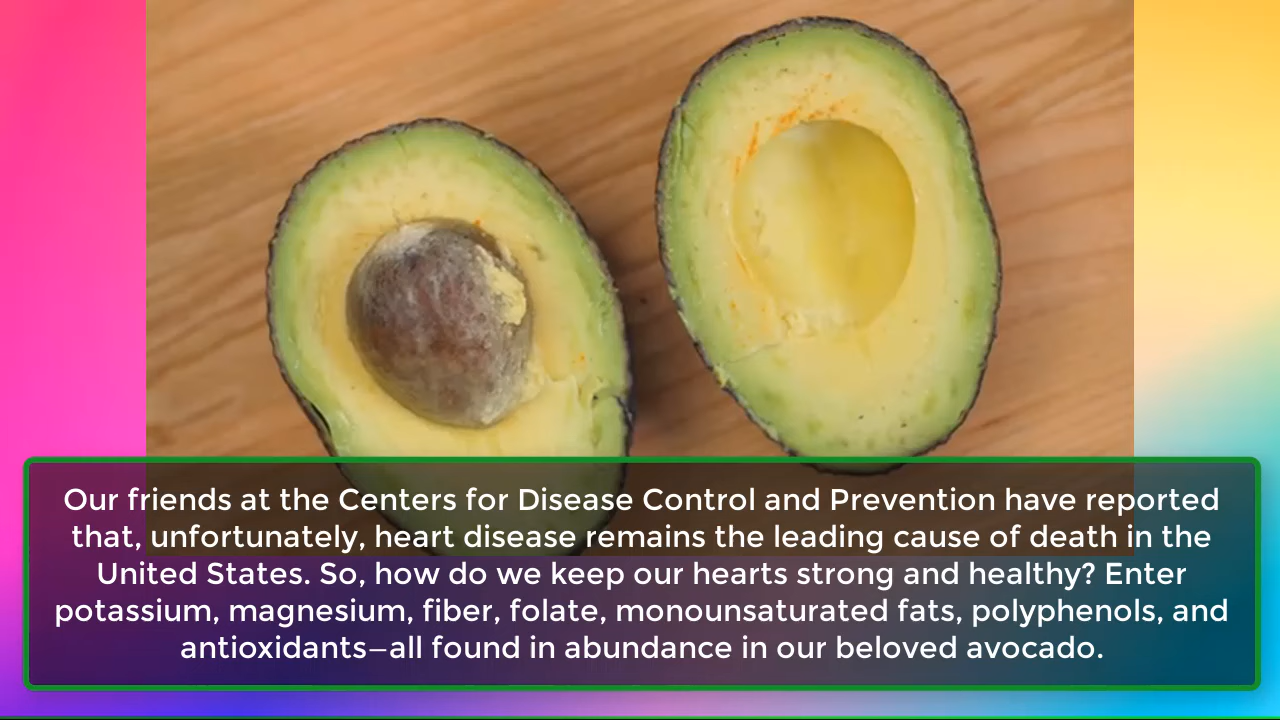 Our friends at the Centers for Disease Control and Prevention have reported
that, unfortunately, heart disease remains the leading cause of death in the
United States. So, how do we keep our hearts strong and healthy? Enter
potassium, magnesium, fiber, folate, monounsaturated fats, polyphenols, and
antioxidants—all found in abundance in our beloved avocado.